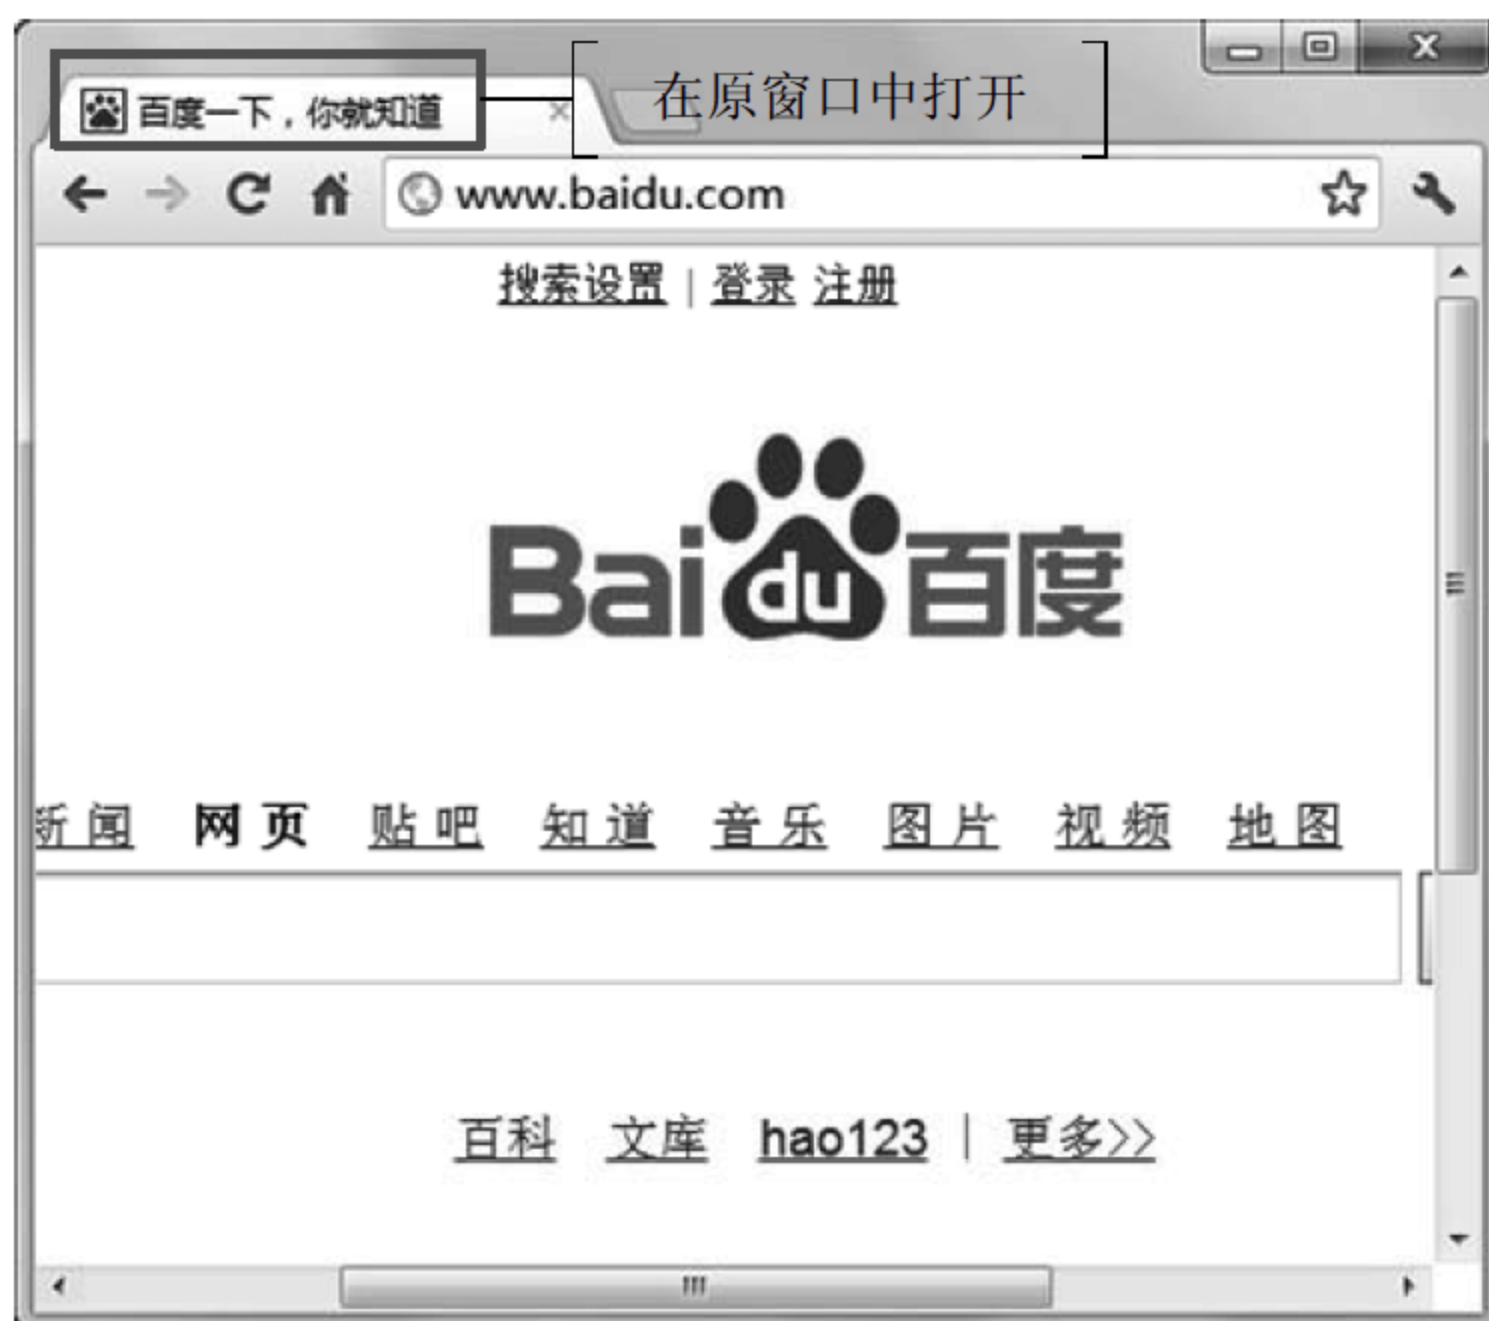 百度一下，你就知道
在原窗口中打开
www.baidu.com
搜索设置 | 登录 注册
Bai du 百度
新 闻 网 页 贴 吧 知 道 音 乐 图 片 视 频 地 图
百科 文库 hao123 | 更多>>